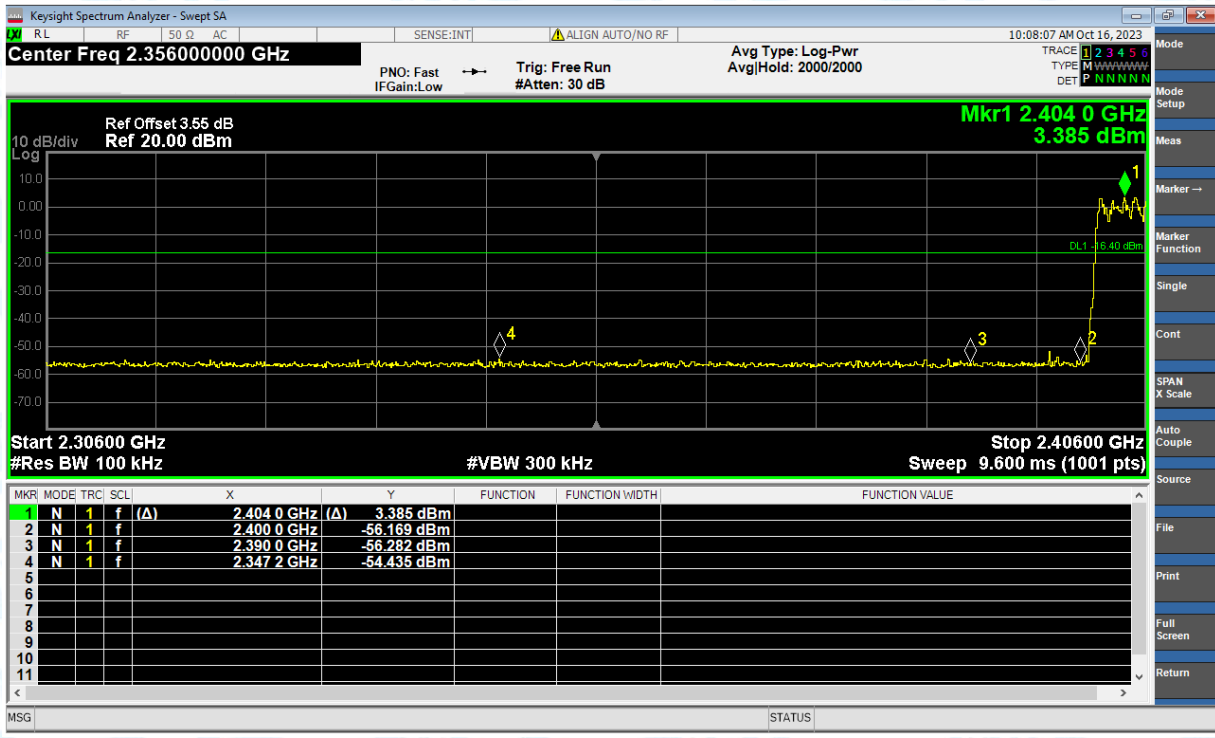 Keysight Spectrum Analyzer - Swept SA
LXI RL RF 50 Ω AC SENSE:INT ALIGN AUTO/NO RF 10:08:07 AM Oct 16, 2023
Center Freq 2.356000000 GHz
PNO: Fast
IFGain:Low
Trig: Free Run
#Atten: 30 dB
Avg Type: Log-Pwr
Avg|Hold: 2000/2000
TRACE 1 2 3 4 5 6
TYPE M WWWWW
DET P N N N N N
Ref Offset 3.55 dB
10 dB/div Ref 20.00 dBm
Log
Mkr1 2.404 0 GHz
3.385 dBm
10.0
0.00
-10.0
-20.0
-30.0
-40.0
-50.0
-60.0
-70.0
1
DL1 -16.40 dBm
4
3
2
Start 2.30600 GHz Stop 2.40600 GHz
#Res BW 100 kHz #VBW 300 kHz Sweep 9.600 ms (1001 pts)
MKR MODE TRC SCL X Y FUNCTION FUNCTION WIDTH FUNCTION VALUE
1 N 1 f (Δ) 2.404 0 GHz (Δ) 3.385 dBm
2 N 1 f 2.400 0 GHz -56.169 dBm
3 N 1 f 2.390 0 GHz -56.282 dBm
4 N 1 f 2.347 2 GHz -54.435 dBm
5
6
7
8
9
10
11
MSG STATUS
Mode
Mode
Setup
Meas
Marker →
Marker
Function
Single
Cont
SPAN
X Scale
Auto
Couple
Source
File
Print
Full
Screen
Return